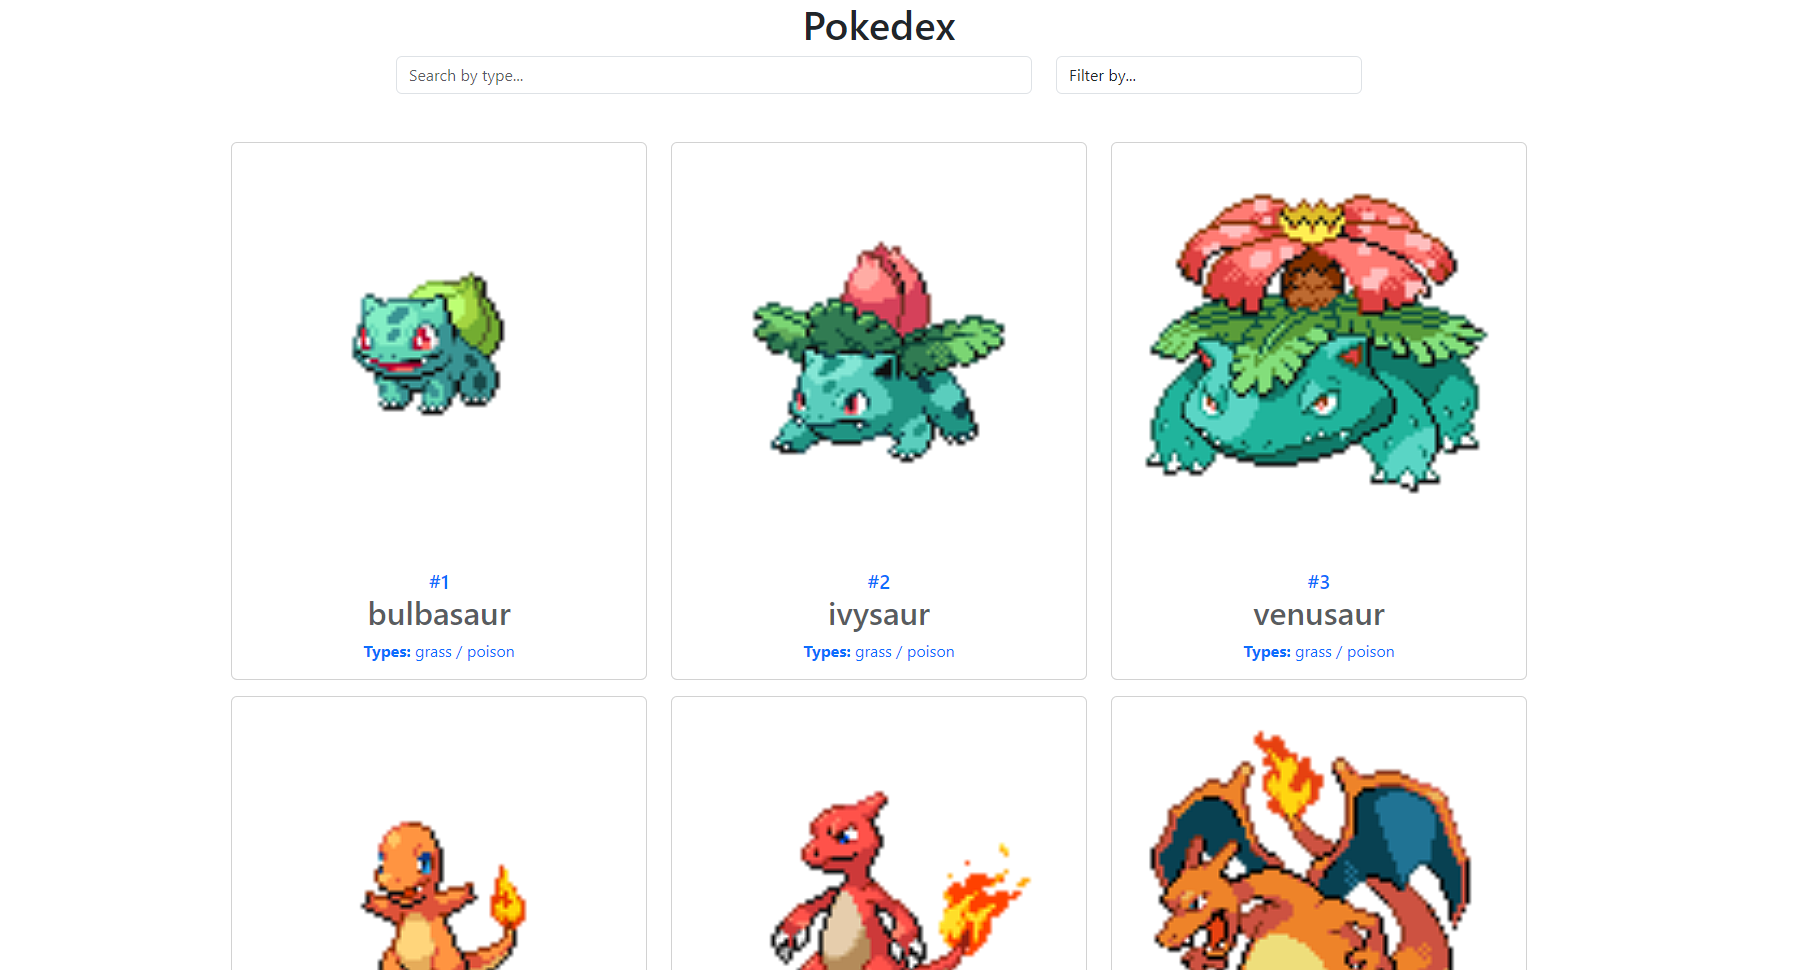 Pokedex
Search by type...
Filter by...
#1
bulbasaur
Types: grass / poison
#2
ivysaur
Types: grass / poison
#3
venusaur
Types: grass / poison